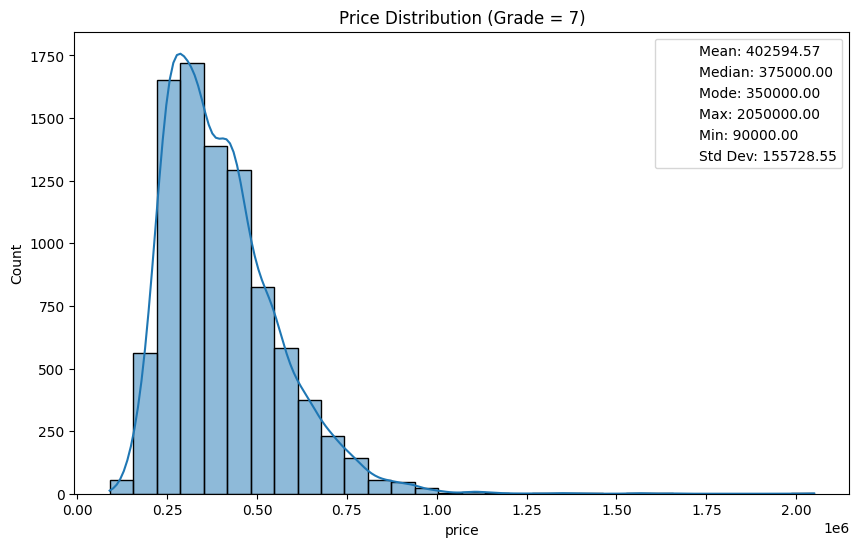 Price Distribution (Grade = 7)
Mean: 402594.57
Median: 375000.00
Mode: 350000.00
Max: 2050000.00
Min: 90000.00
Std Dev: 155728.55
1750
1500
1250
1000
750
500
250
0
Count
0.00 0.25 0.50 0.75 1.00 1.25 1.50 1.75 2.00
1e6
price